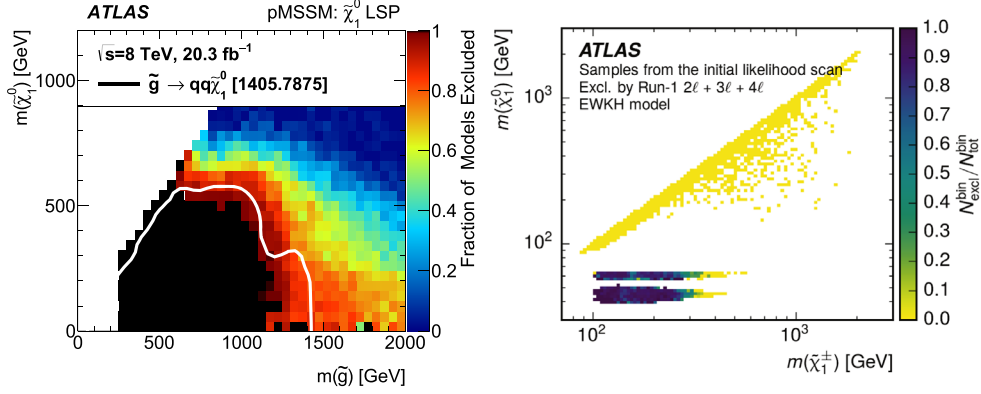 ATLAS pMSSM: χ̃₁⁰ LSP
√s=8 TeV, 20.3 fb⁻¹
g̃ → qqχ̃₁⁰ [1405.7875]
m(χ̃₁⁰) [GeV]
1000
500
0
0 500 1000 1500 2000
m(g̃) [GeV]
1
0.8
0.6
0.4
0.2
0
Fraction of Models Excluded
ATLAS
Samples from the initial likelihood scan
Excl. by Run-1 2ℓ + 3ℓ + 4ℓ
EWKH model
m(χ̃₁⁰) [GeV]
10³
10²
10² 10³
m(χ̃₁±) [GeV]
1.0
0.9
0.8
0.7
0.6
0.5
0.4
0.3
0.2
0.1
0.0
N_excl^bin/N_tot^bin